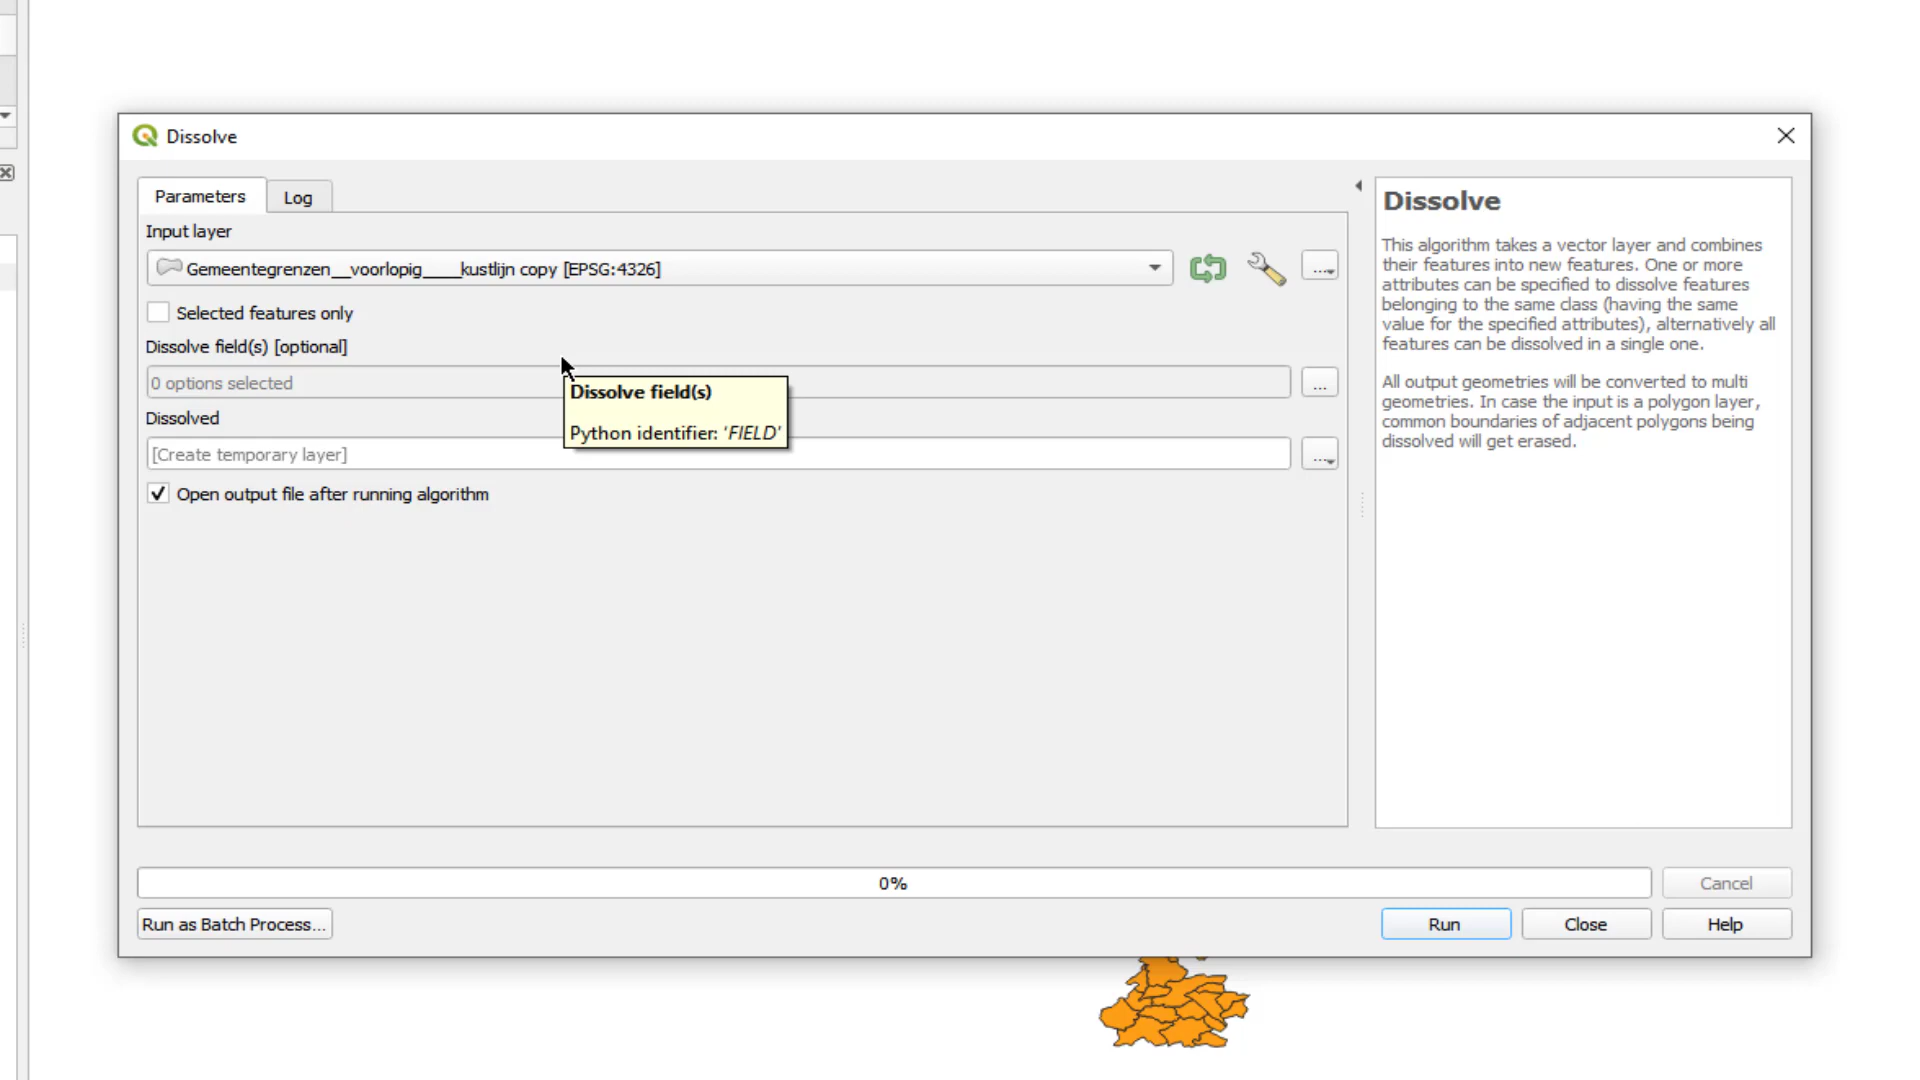 Dissolve
Parameters
Log
Input layer
Gemeentegrenzen__voorlopig____kustlijn copy [EPSG:4326]
...
Selected features only
Dissolve field(s) [optional]
0 options selected
...
Dissolve field(s)
Python identifier: 'FIELD'
Dissolved
[Create temporary layer]
...
Open output file after running algorithm
Dissolve
This algorithm takes a vector layer and combines
their features into new features. One or more
attributes can be specified to dissolve features
belonging to the same class (having the same
value for the specified attributes), alternatively all
features can be dissolved in a single one.
All output geometries will be converted to multi
geometries. In case the input is a polygon layer,
common boundaries of adjacent polygons being
dissolved will get erased.
0%
Cancel
Run as Batch Process...
Run
Close
Help